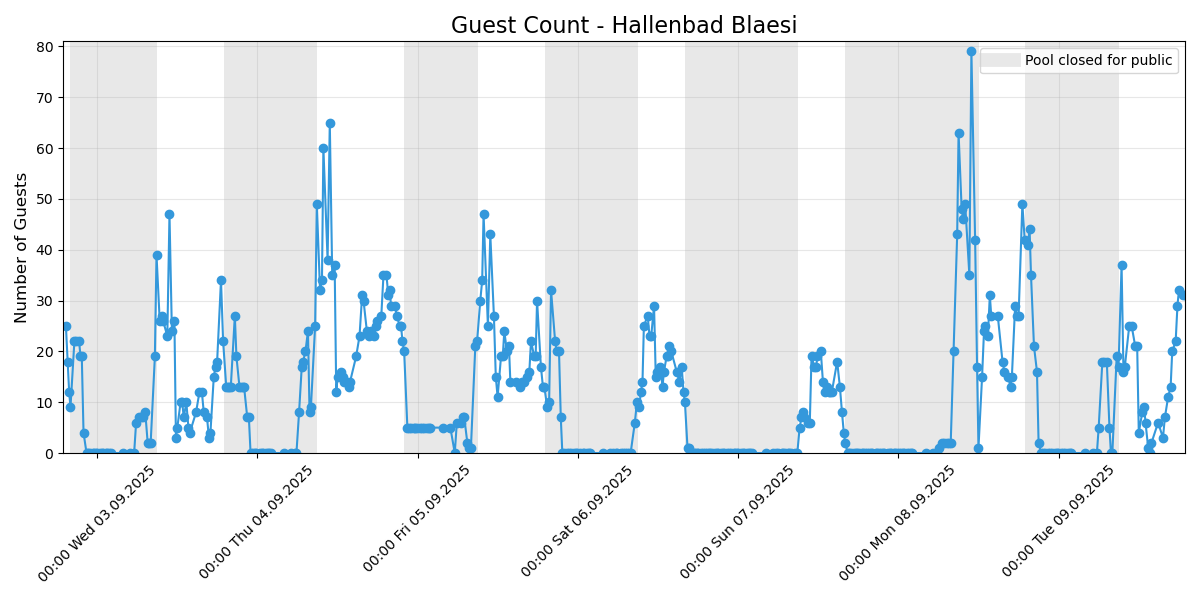 Guest Count - Hallenbad Blaesi
Pool closed for public
Number of Guests
80
70
60
50
40
30
20
10
0
00:00 Wed 03.09.2025
00:00 Thu 04.09.2025
00:00 Fri 05.09.2025
00:00 Sat 06.09.2025
00:00 Sun 07.09.2025
00:00 Mon 08.09.2025
00:00 Tue 09.09.2025